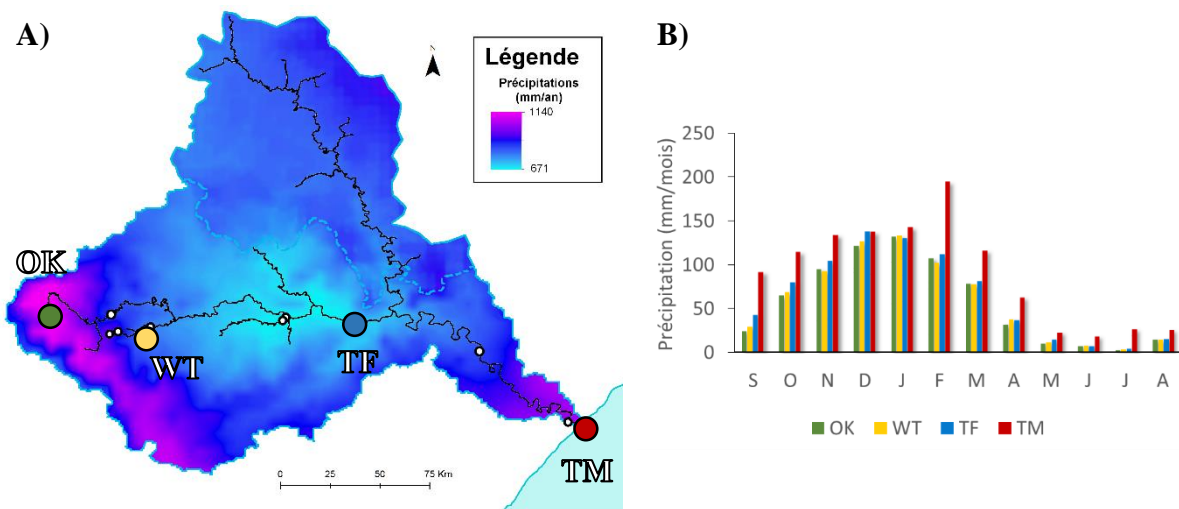 A)
N
Légende
Précipitations
(mm/an)
1140
671
OK
WT
TF
TM
0 25 50 75 Km
B)
Précipitation (mm/mois)
250
200
150
100
50
0
S O N D J F M A M J J A
OK WT TF TM